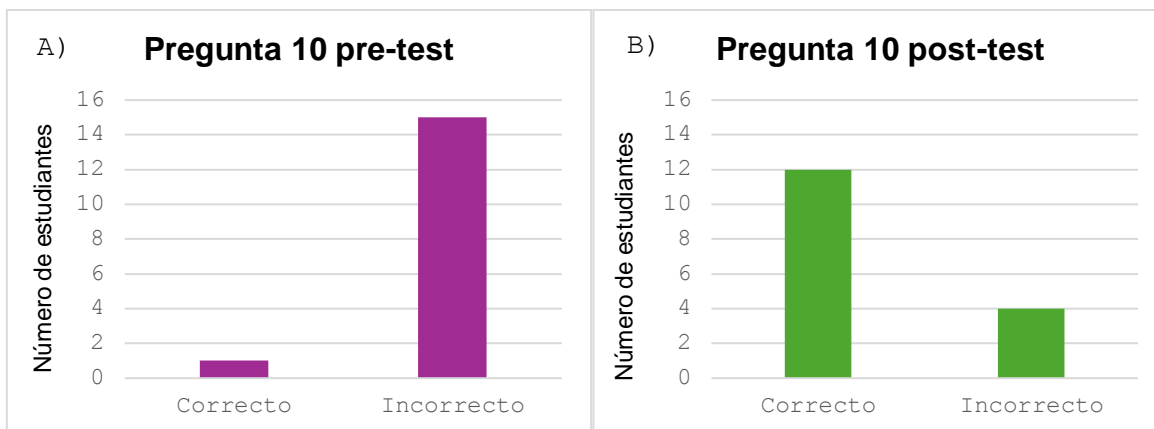 A)
Pregunta 10 pre-test
Número de estudiantes
16
14
12
10
8
6
4
2
0
Correcto
Incorrecto
B)
Pregunta 10 post-test
Número de estudiantes
16
14
12
10
8
6
4
2
0
Correcto
Incorrecto